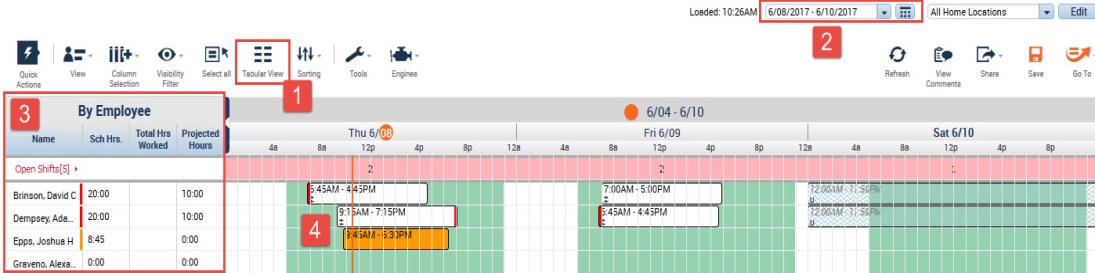 Loaded: 10:26AM 6/08/2017 - 6/10/2017 All Home Locations Edit
2
Quick Actions View Column Selection Visibility Filter Select all Tabular View Sorting Tools Engines Refresh View Comments Share Save Go To
1
3 By Employee 6/04 - 6/10
Name Sch Hrs. Total Hrs Worked Projected Hours Thu 6/08 Fri 6/09 Sat 6/10
4a 8a 12p 4p 8p 12a 4a 8a 12p 4p 8p 12a 4a 8a 12p 4p 8p
Open Shifts[5] 2 2
Brinson, David C 20:00 10:00 6:45AM - 4:45PM 7:00AM - 5:00PM 12:00AM - 11:59PM
U
Dempsey, Ada... 20:00 10:00 9:15AM - 7:15PM 6:45AM - 4:45PM 12:00AM - 11:59PM
U
4
Epps, Joshua H 8:45 0:00 9:45AM - 6:30PM
Graveno, Alexa... 0:00 0:00